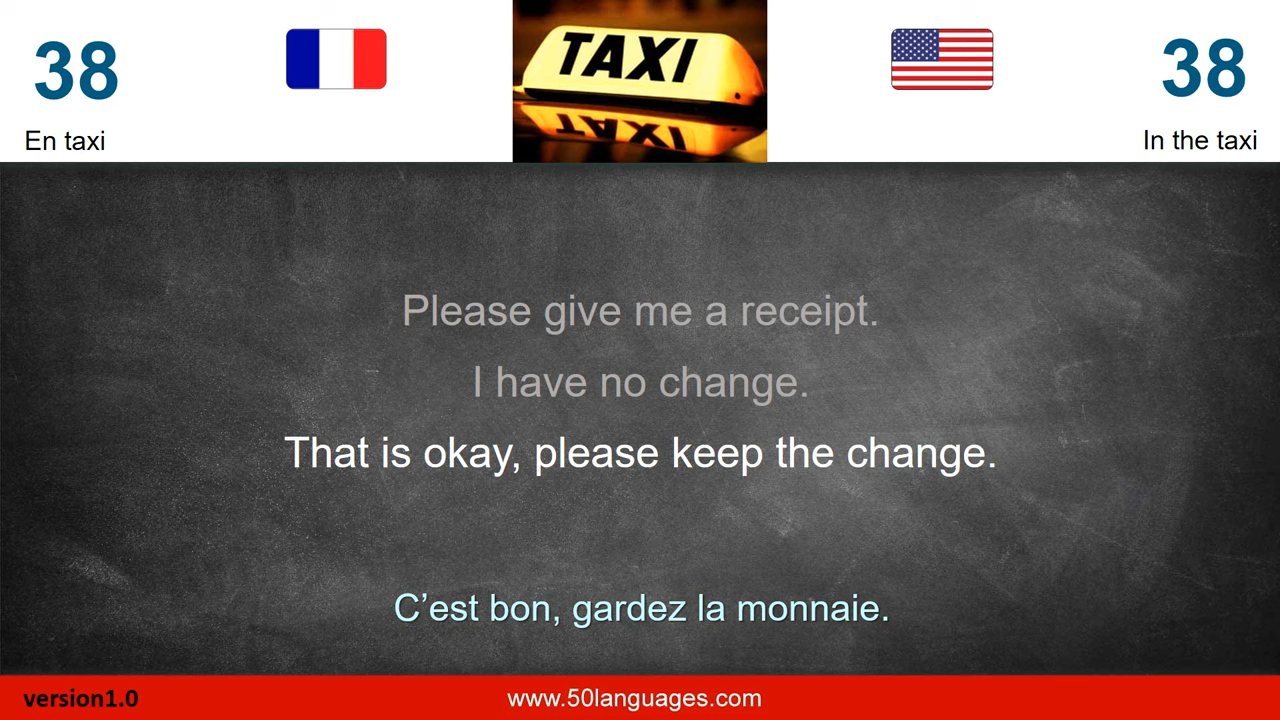 38
38
TAXI
En taxi
In the taxi
Please give me a receipt.
I have no change.
That is okay, please keep the change.
C’est bon, gardez la monnaie.
version1.0
www.50languages.com